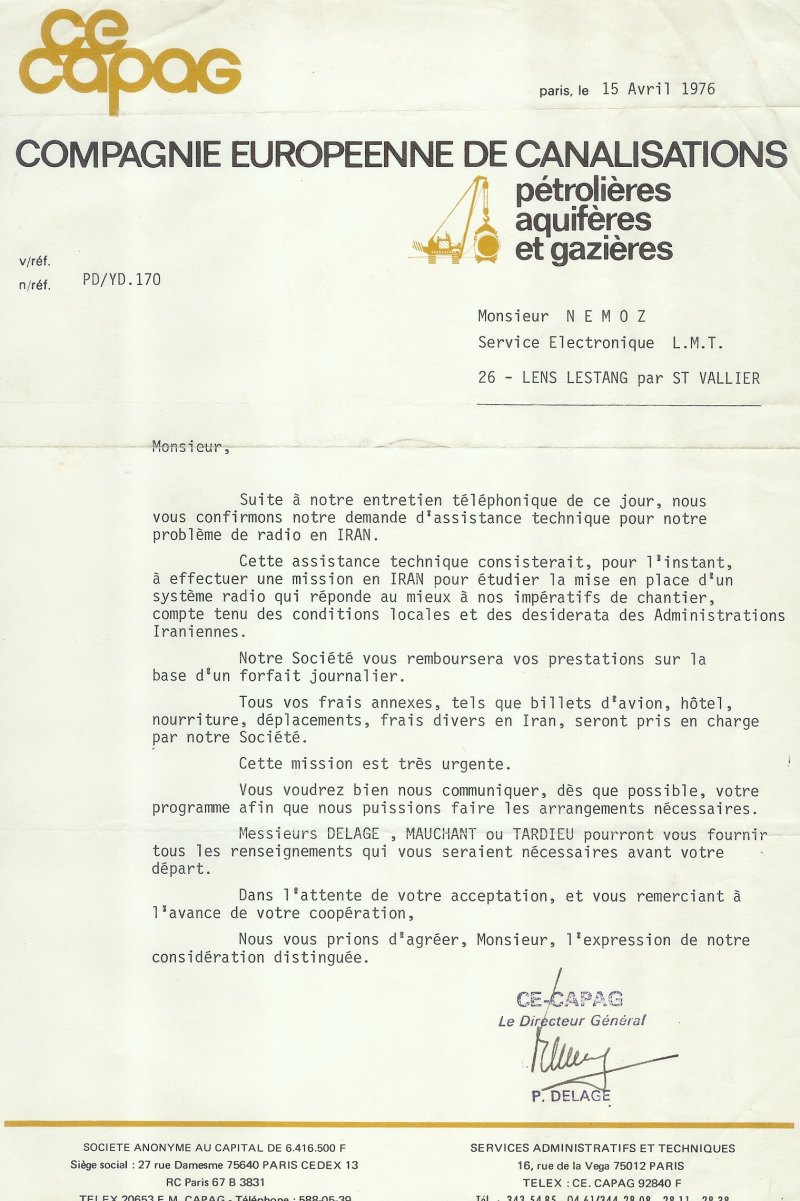 ce
capag
paris, le 15 Avril 1976
COMPAGNIE EUROPEENNE DE CANALISATIONS
pétrolières
aquifères
et gazières
v/réf.
n/réf. PD/YD.170
Monsieur N E M O Z
Service Electronique L.M.T.
26 - LENS LESTANG par ST VALLIER
Monsieur,
Suite à notre entretien téléphonique de ce jour, nous
vous confirmons notre demande d'assistance technique pour notre
problème de radio en IRAN.
Cette assistance technique consisterait, pour l'instant,
à effectuer une mission en IRAN pour étudier la mise en place d'un
système radio qui réponde au mieux à nos impératifs de chantier,
compte tenu des conditions locales et des desiderata des Administrations
Iraniennes.
Notre Société vous remboursera vos prestations sur la
base d'un forfait journalier.
Tous vos frais annexes, tels que billets d'avion, hôtel,
nourriture, déplacements, frais divers en Iran, seront pris en charge
par notre Société.
Cette mission est très urgente.
Vous voudrez bien nous communiquer, dès que possible, votre
programme afin que nous puissions faire les arrangements nécessaires.
Messieurs DELAGE , MAUCHANT ou TARDIEU pourront vous fournir
tous les renseignements qui vous seraient nécessaires avant votre
départ.
Dans l'attente de votre acceptation, et vous remerciant à
l'avance de votre coopération,
Nous vous prions d'agréer, Monsieur, l'expression de notre
considération distinguée.
CE-CAPAG
Le Directeur Général
P. DELAGE
SOCIETE ANONYME AU CAPITAL DE 6.416.500 F
Siège social : 27 rue Damesme 75640 PARIS CEDEX 13
RC Paris 67 B 3831
TELEX 20653 F.M. CAPAG - Téléphone : 588-05-39
SERVICES ADMINISTRATIFS ET TECHNIQUES
16, rue de la Vega 75012 PARIS
TELEX : CE. CAPAG 92840 F
Tél. : 343.54.85